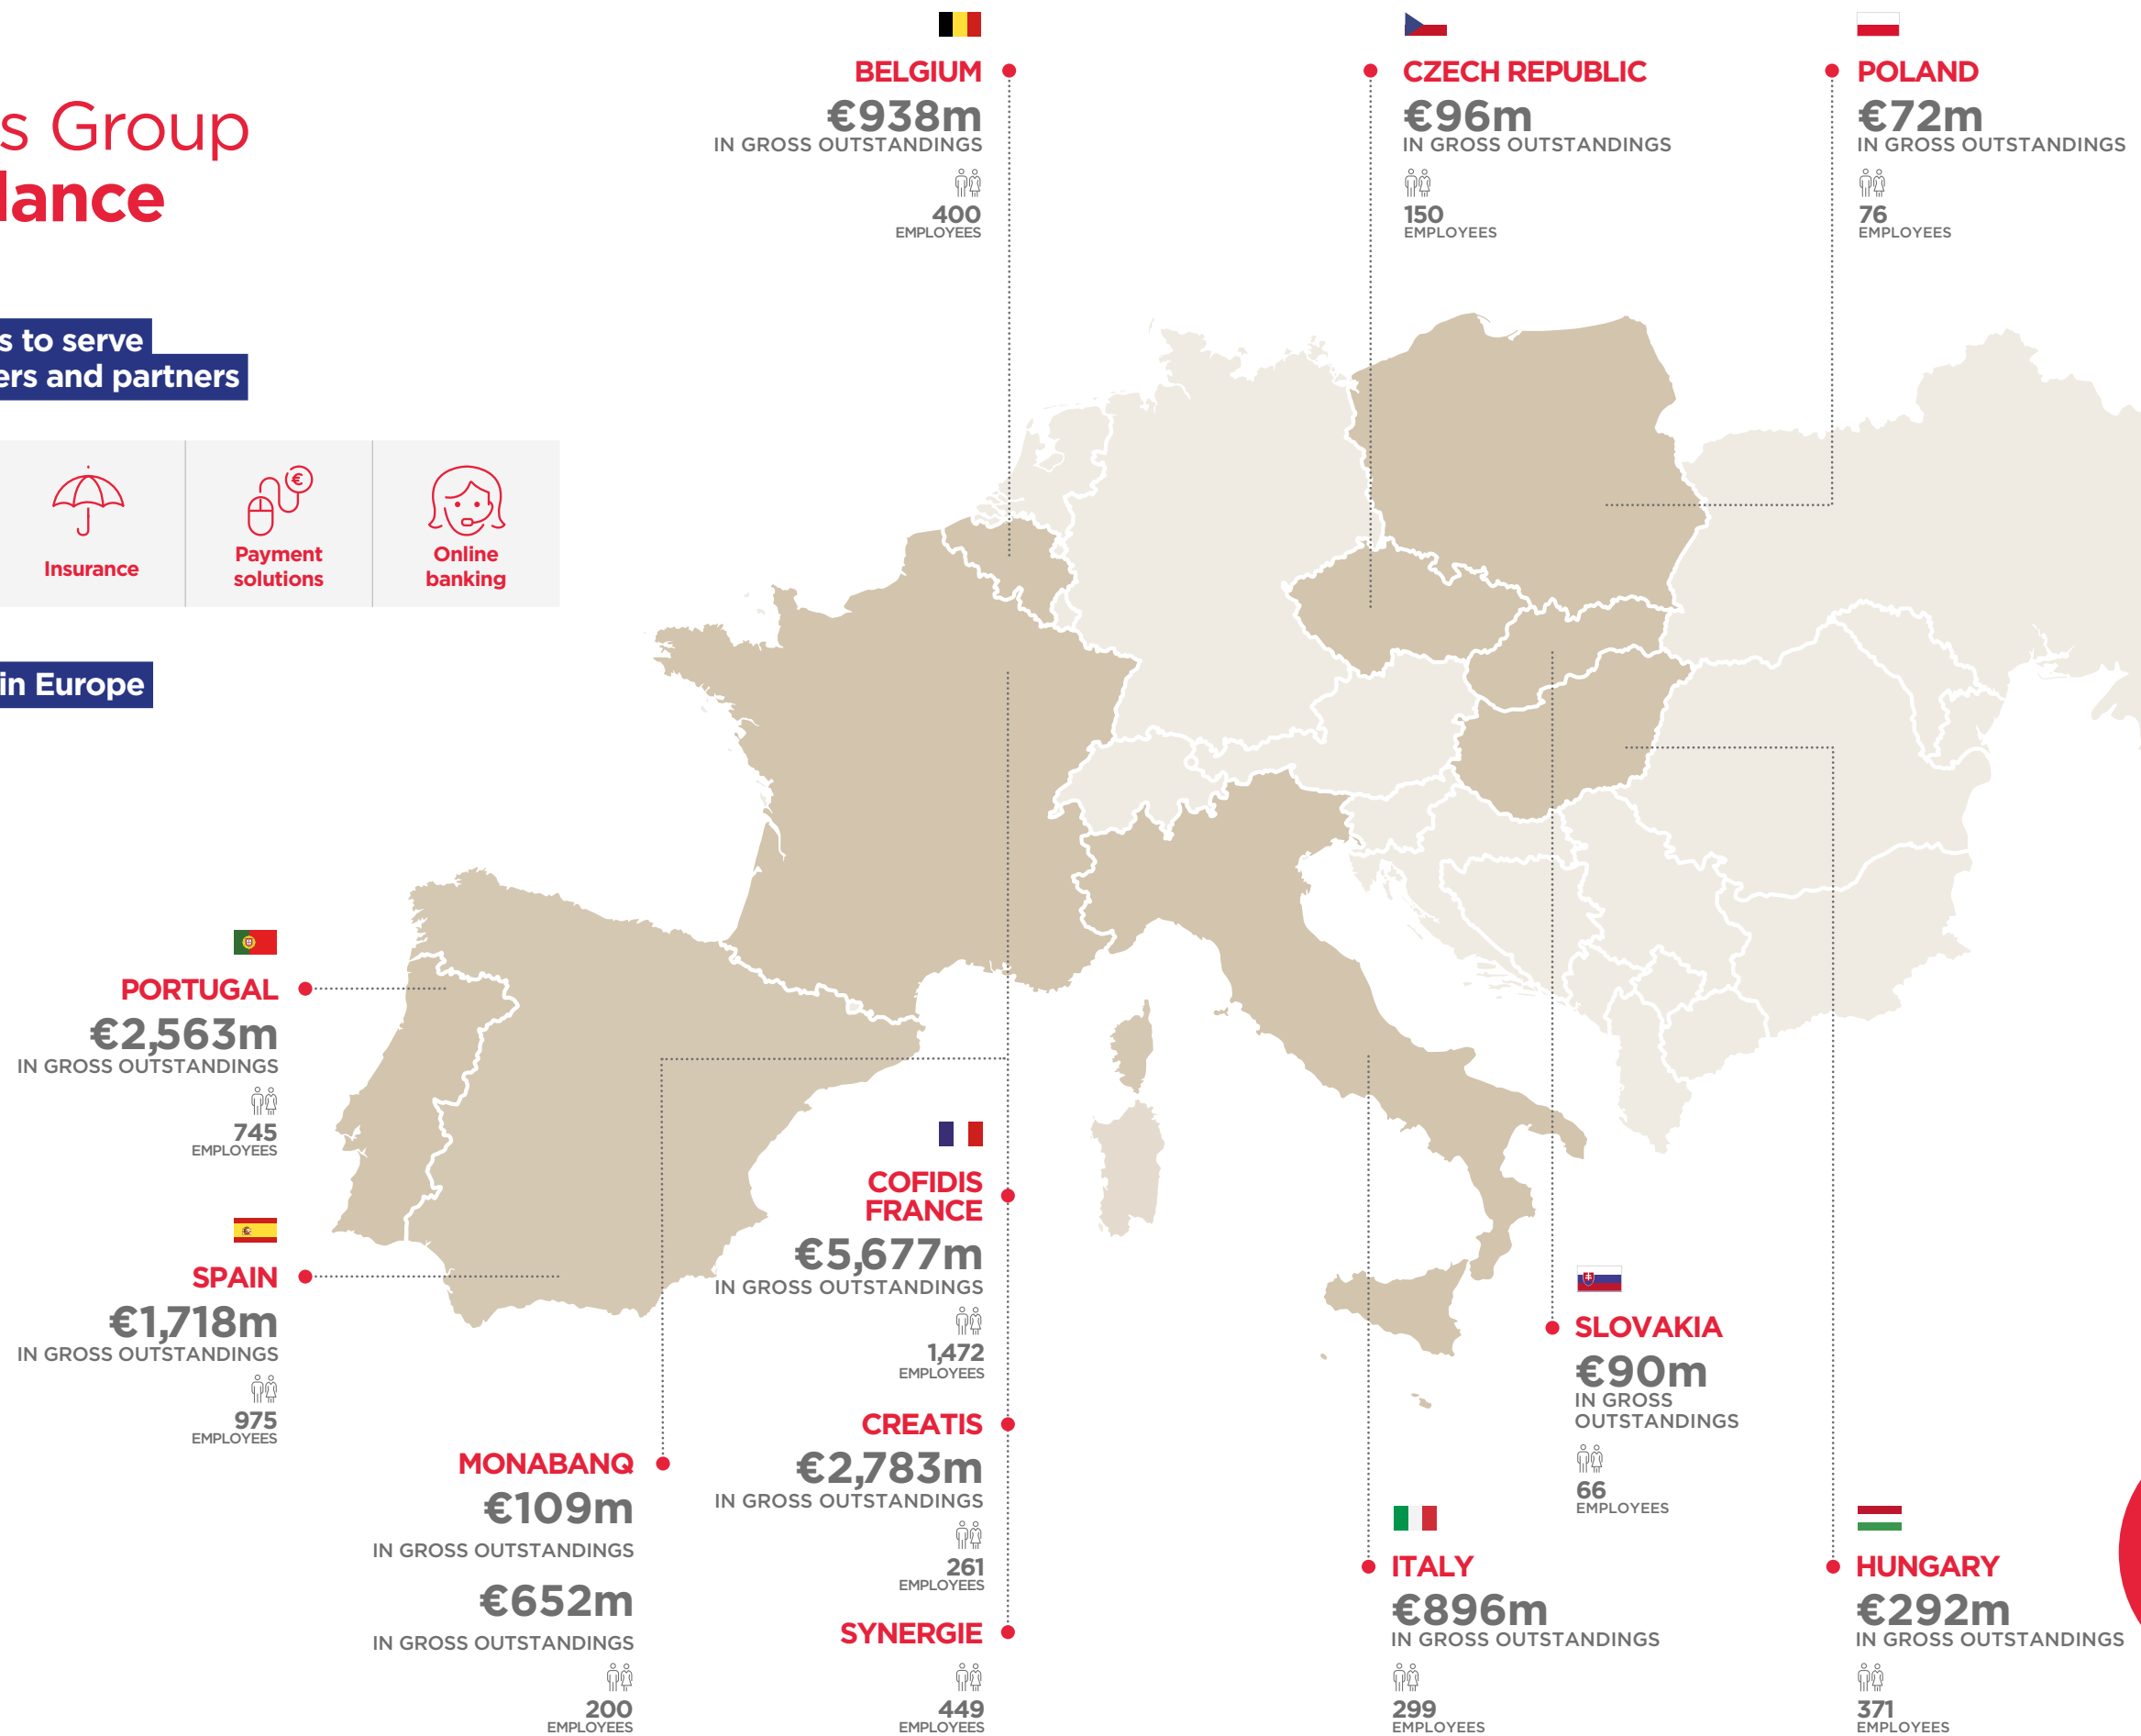 s Group
lance
s to serve
ers and partners
Insurance
Payment
solutions
Online
banking
in Europe
BELGIUM
€938m
IN GROSS OUTSTANDINGS
400
EMPLOYEES
CZECH REPUBLIC
€96m
IN GROSS OUTSTANDINGS
150
EMPLOYEES
POLAND
€72m
IN GROSS OUTSTANDINGS
76
EMPLOYEES
PORTUGAL
€2,563m
IN GROSS OUTSTANDINGS
745
EMPLOYEES
SPAIN
€1,718m
IN GROSS OUTSTANDINGS
975
EMPLOYEES
MONABANQ
€109m
IN GROSS OUTSTANDINGS
€652m
IN GROSS OUTSTANDINGS
200
EMPLOYEES
COFIDIS
FRANCE
€5,677m
IN GROSS OUTSTANDINGS
1,472
EMPLOYEES
CREATIS
€2,783m
IN GROSS OUTSTANDINGS
261
EMPLOYEES
SYNERGIE
449
EMPLOYEES
ITALY
€896m
IN GROSS OUTSTANDINGS
299
EMPLOYEES
SLOVAKIA
€90m
IN GROSS
OUTSTANDINGS
66
EMPLOYEES
HUNGARY
€292m
IN GROSS OUTSTANDINGS
371
EMPLOYEES